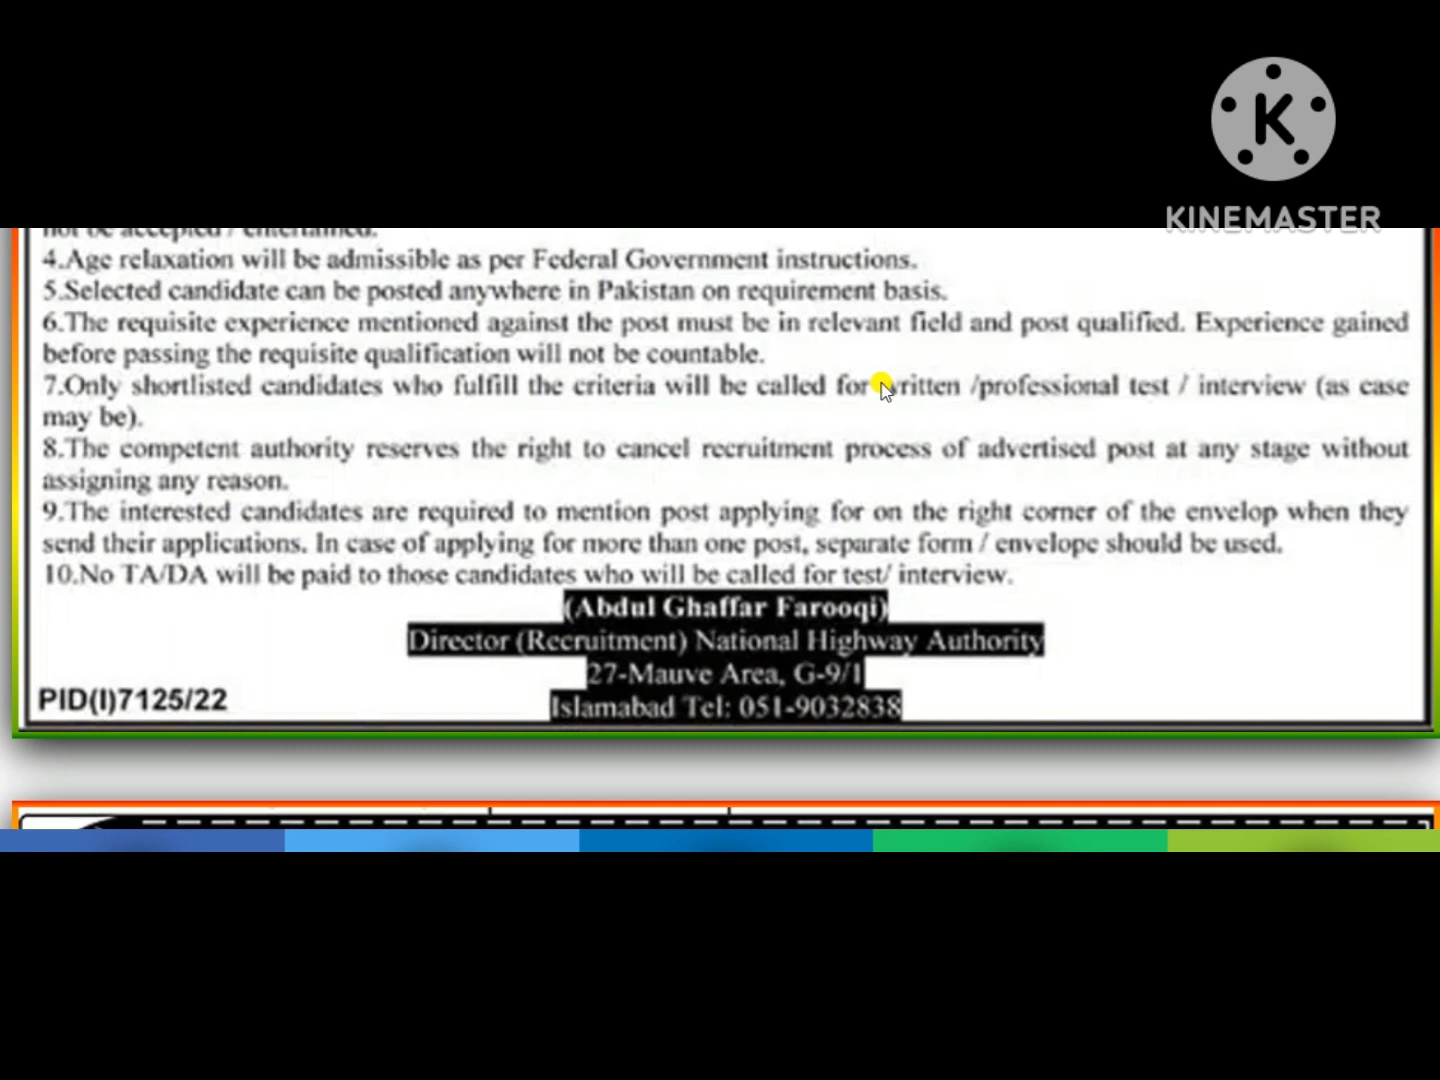 K
KINEMASTER
not be accepted / entertained.
4.Age relaxation will be admissible as per Federal Government instructions.
5.Selected candidate can be posted anywhere in Pakistan on requirement basis.
6.The requisite experience mentioned against the post must be in relevant field and post qualified. Experience gained
before passing the requisite qualification will not be countable.
7.Only shortlisted candidates who fulfill the criteria will be called for written /professional test / interview (as case
may be).
8.The competent authority reserves the right to cancel recruitment process of advertised post at any stage without
assigning any reason.
9.The interested candidates are required to mention post applying for on the right corner of the envelop when they
send their applications. In case of applying for more than one post, separate form / envelope should be used.
10.No TA/DA will be paid to those candidates who will be called for test/ interview.
(Abdul Ghaffar Farooqi)
Director (Recruitment) National Highway Authority
27-Mauve Area, G-9/1
PID(I)7125/22
Islamabad Tel: 051-9032838